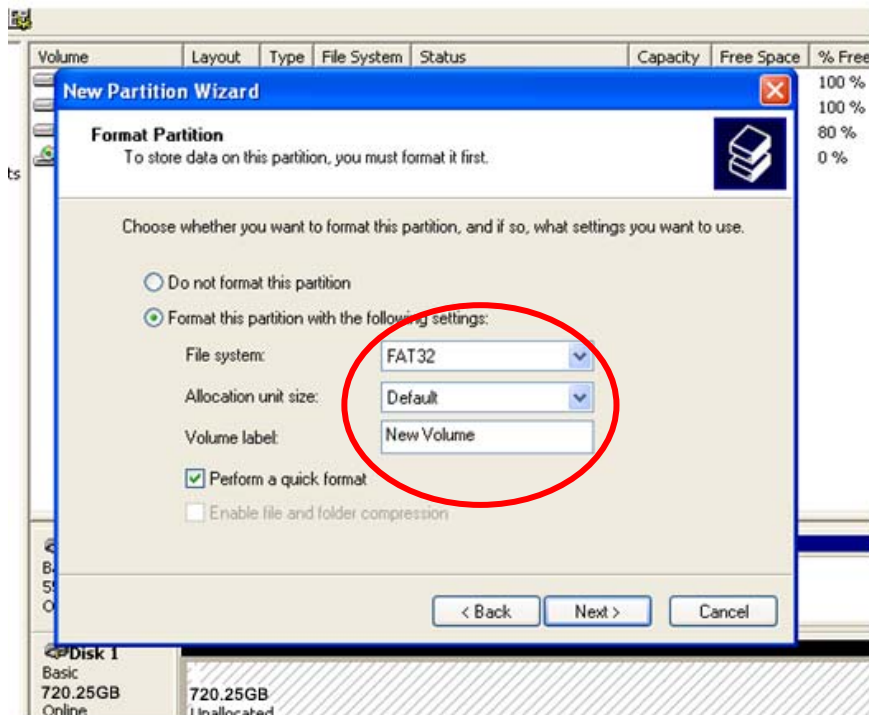 Volume Layout Type File System Status Capacity Free Space % Free
New Partition Wizard
100 %
100 %
80 %
0 %
ts
Format Partition
To store data on this partition, you must format it first.
Choose whether you want to format this partition, and if so, what settings you want to use.
Do not format this partition
Format this partition with the following settings:
File system: FAT32
Allocation unit size: Default
Volume label: New Volume
Perform a quick format
Enable file and folder compression
< Back Next > Cancel
Disk 1
Basic
720.25GB
Online
720.25GB
Unallocated